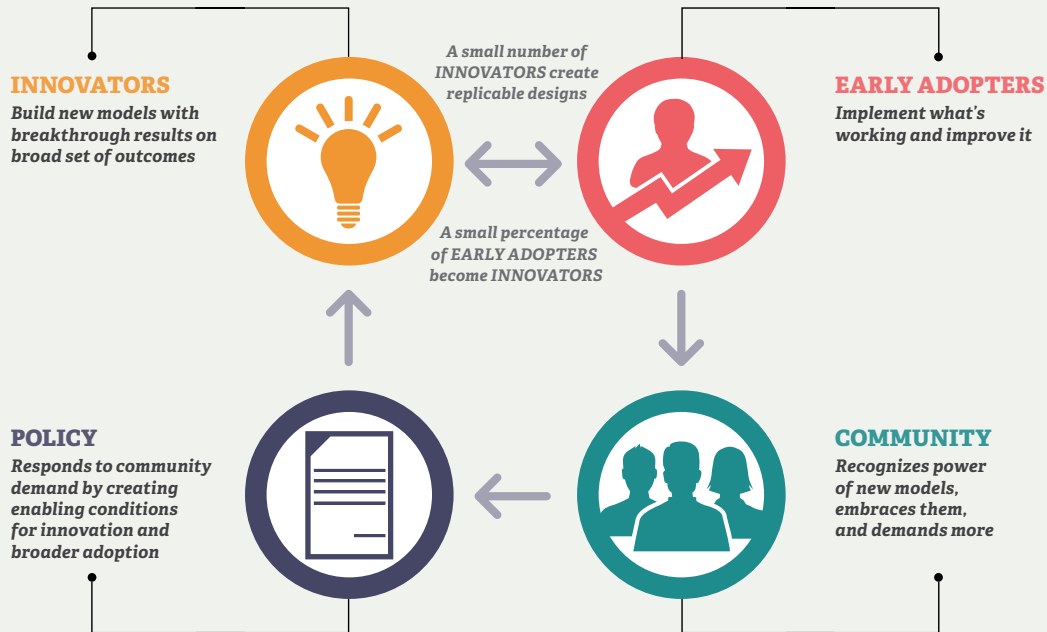 A small number of
INNOVATORS create
replicable designs
INNOVATORS
Build new models with
breakthrough results on
broad set of outcomes
EARLY ADOPTERS
Implement what's
working and improve it
A small percentage
of EARLY ADOPTERS
become INNOVATORS
POLICY
Responds to community
demand by creating
enabling conditions
for innovation and
broader adoption
COMMUNITY
Recognizes power
of new models,
embraces them,
and demands more